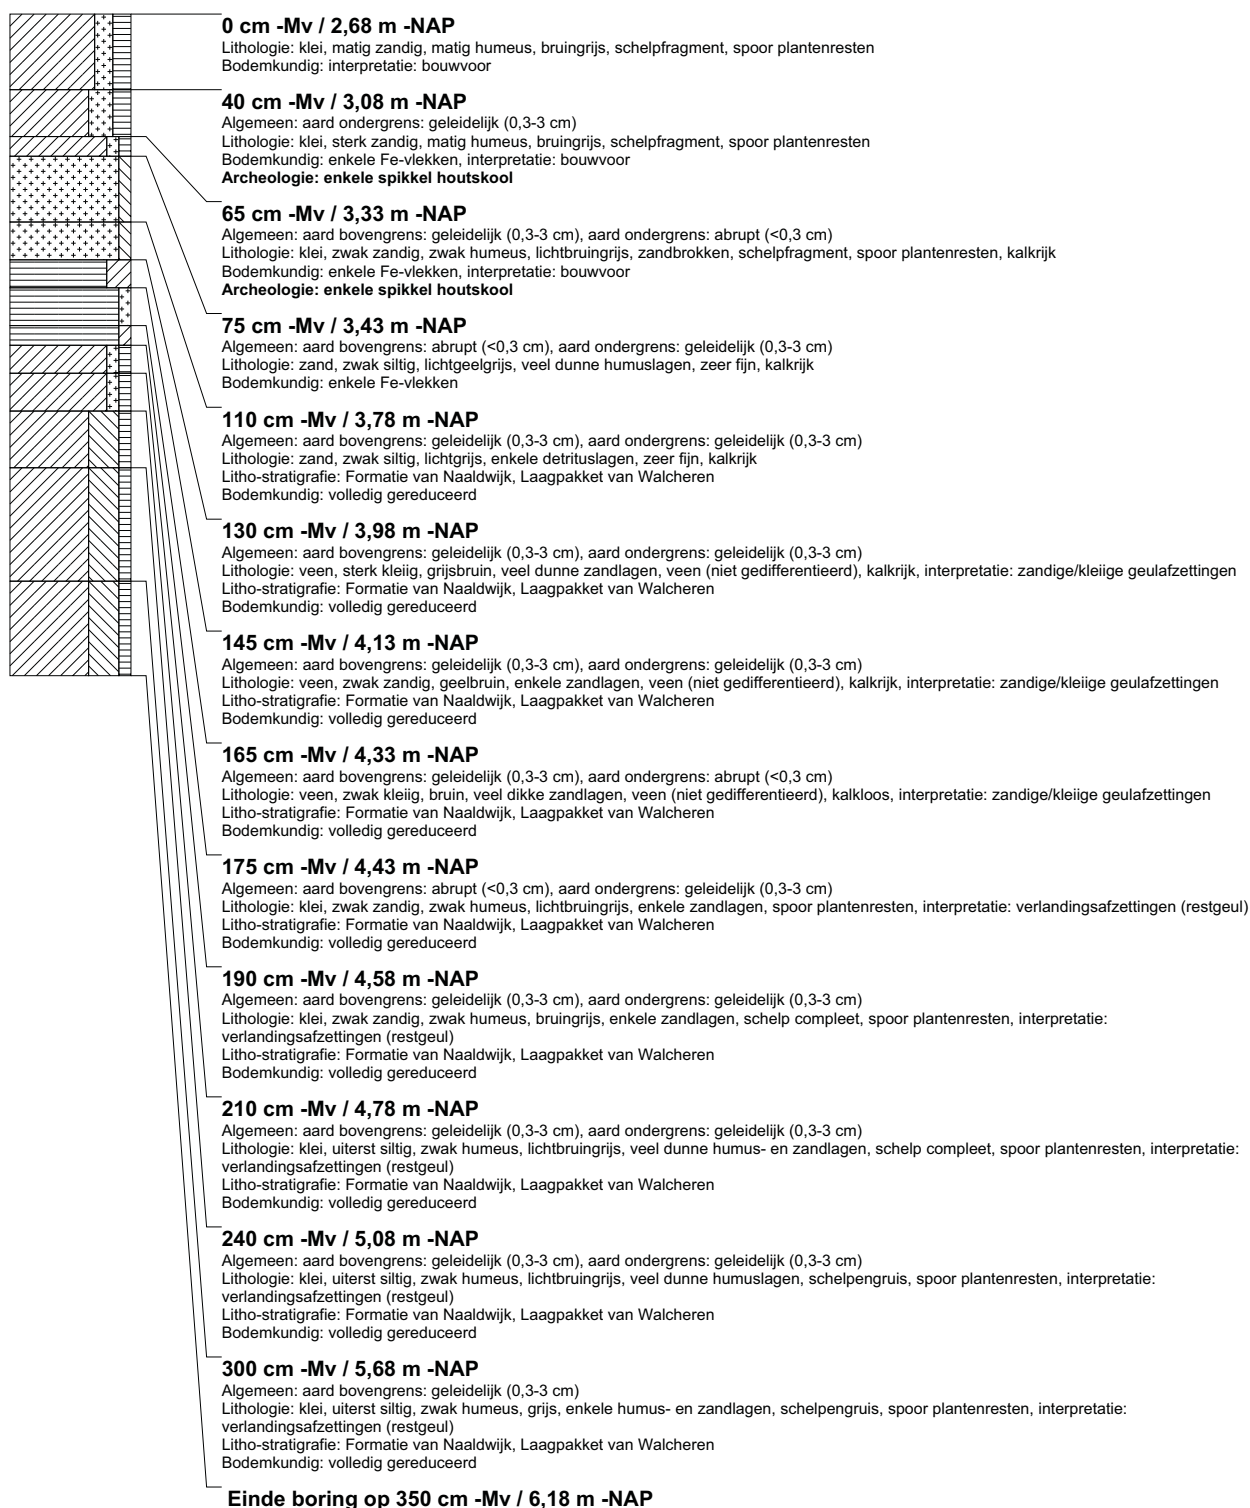 0 cm -Mv / 2,68 m -NAP
Lithologie: klei, matig zandig, matig humeus, bruingrijs, schelpfragment, spoor plantenresten
Bodemkundig: interpretatie: bouwvoor
40 cm -Mv / 3,08 m -NAP
Algemeen: aard ondergrens: geleidelijk (0,3-3 cm)
Lithologie: klei, sterk zandig, matig humeus, bruingrijs, schelpfragment, spoor plantenresten
Bodemkundig: enkele Fe-vlekken, interpretatie: bouwvoor
Archeologie: enkele spikkel houtskool
65 cm -Mv / 3,33 m -NAP
Algemeen: aard bovengrens: geleidelijk (0,3-3 cm), aard ondergrens: abrupt (<0,3 cm)
Lithologie: klei, zwak zandig, zwak humeus, lichtbruingrijs, zandbrokken, schelpfragment, spoor plantenresten, kalkrijk
Bodemkundig: enkele Fe-vlekken, interpretatie: bouwvoor
Archeologie: enkele spikkel houtskool
75 cm -Mv / 3,43 m -NAP
Algemeen: aard bovengrens: abrupt (<0,3 cm), aard ondergrens: geleidelijk (0,3-3 cm)
Lithologie: zand, zwak siltig, lichtgeelgrijs, veel dunne humuslagen, zeer fijn, kalkrijk
Bodemkundig: enkele Fe-vlekken
110 cm -Mv / 3,78 m -NAP
Algemeen: aard bovengrens: geleidelijk (0,3-3 cm), aard ondergrens: geleidelijk (0,3-3 cm)
Lithologie: zand, zwak siltig, lichtgrijs, enkele detrituslagen, zeer fijn, kalkrijk
Litho-stratigrafie: Formatie van Naaldwijk, Laagpakket van Walcheren
Bodemkundig: volledig gereduceerd
130 cm -Mv / 3,98 m -NAP
Algemeen: aard bovengrens: geleidelijk (0,3-3 cm), aard ondergrens: geleidelijk (0,3-3 cm)
Lithologie: veen, sterk kleiig, grijsbruin, veel dunne zandlagen, veen (niet gedifferentieerd), kalkrijk, interpretatie: zandige/kleiige geulafzettingen
Litho-stratigrafie: Formatie van Naaldwijk, Laagpakket van Walcheren
Bodemkundig: volledig gereduceerd
145 cm -Mv / 4,13 m -NAP
Algemeen: aard bovengrens: geleidelijk (0,3-3 cm), aard ondergrens: geleidelijk (0,3-3 cm)
Lithologie: veen, zwak zandig, geelbruin, enkele zandlagen, veen (niet gedifferentieerd), kalkrijk, interpretatie: zandige/kleiige geulafzettingen
Litho-stratigrafie: Formatie van Naaldwijk, Laagpakket van Walcheren
Bodemkundig: volledig gereduceerd
165 cm -Mv / 4,33 m -NAP
Algemeen: aard bovengrens: geleidelijk (0,3-3 cm), aard ondergrens: abrupt (<0,3 cm)
Lithologie: veen, zwak kleiig, bruin, veel dikke zandlagen, veen (niet gedifferentieerd), kalkloos, interpretatie: zandige/kleiige geulafzettingen
Litho-stratigrafie: Formatie van Naaldwijk, Laagpakket van Walcheren
Bodemkundig: volledig gereduceerd
175 cm -Mv / 4,43 m -NAP
Algemeen: aard bovengrens: abrupt (<0,3 cm), aard ondergrens: geleidelijk (0,3-3 cm)
Lithologie: klei, zwak zandig, zwak humeus, lichtbruingrijs, enkele zandlagen, spoor plantenresten, interpretatie: verlandingsafzettingen (restgeul)
Litho-stratigrafie: Formatie van Naaldwijk, Laagpakket van Walcheren
Bodemkundig: volledig gereduceerd
190 cm -Mv / 4,58 m -NAP
Algemeen: aard bovengrens: geleidelijk (0,3-3 cm), aard ondergrens: geleidelijk (0,3-3 cm)
Lithologie: klei, zwak zandig, zwak humeus, bruingrijs, enkele zandlagen, schelp compleet, spoor plantenresten, interpretatie:
verlandingsafzettingen (restgeul)
Litho-stratigrafie: Formatie van Naaldwijk, Laagpakket van Walcheren
Bodemkundig: volledig gereduceerd
210 cm -Mv / 4,78 m -NAP
Algemeen: aard bovengrens: geleidelijk (0,3-3 cm), aard ondergrens: geleidelijk (0,3-3 cm)
Lithologie: klei, uiterst siltig, zwak humeus, lichtbruingrijs, veel dunne humus- en zandlagen, schelp compleet, spoor plantenresten, interpretatie:
verlandingsafzettingen (restgeul)
Litho-stratigrafie: Formatie van Naaldwijk, Laagpakket van Walcheren
Bodemkundig: volledig gereduceerd
240 cm -Mv / 5,08 m -NAP
Algemeen: aard bovengrens: geleidelijk (0,3-3 cm), aard ondergrens: geleidelijk (0,3-3 cm)
Lithologie: klei, uiterst siltig, zwak humeus, lichtbruingrijs, veel dunne humuslagen, schelpengruis, spoor plantenresten, interpretatie:
verlandingsafzettingen (restgeul)
Litho-stratigrafie: Formatie van Naaldwijk, Laagpakket van Walcheren
Bodemkundig: volledig gereduceerd
300 cm -Mv / 5,68 m -NAP
Algemeen: aard bovengrens: geleidelijk (0,3-3 cm)
Lithologie: klei, uiterst siltig, zwak humeus, grijs, enkele humus- en zandlagen, schelpengruis, spoor plantenresten, interpretatie:
verlandingsafzettingen (restgeul)
Litho-stratigrafie: Formatie van Naaldwijk, Laagpakket van Walcheren
Bodemkundig: volledig gereduceerd
Einde boring op 350 cm -Mv / 6,18 m -NAP